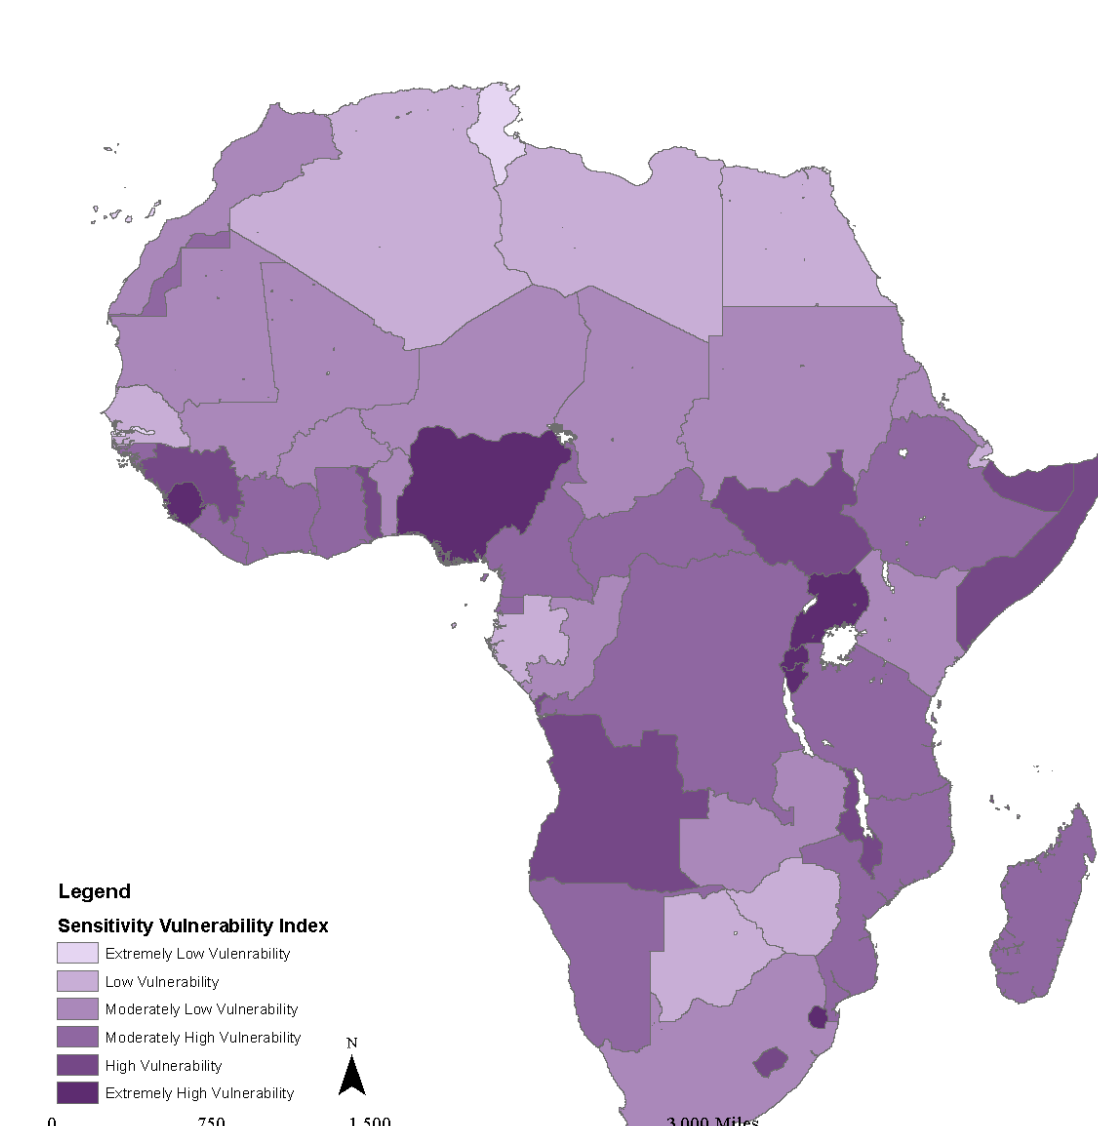 Legend
Sensitivity Vulnerability Index
Extremely Low Vulenrability
Low Vulnerability
Moderately Low Vulnerability
Moderately High Vulnerability
High Vulnerability
Extremely High Vulnerability
N
0 750 1,500 3,000 Miles